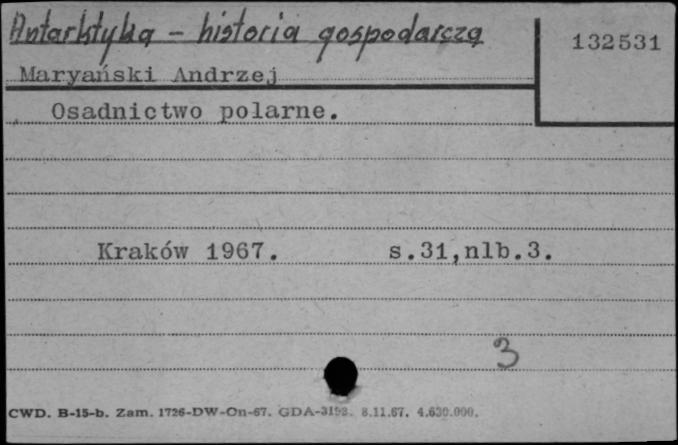 Antarktyka - historia gospodarcza
132531
Maryański Andrzej
Osadnictwo polarne.
Kraków 1967. s.31,nlb.3.
3
CWD. B-15-b. Zam. 1726-DW-On-67. GDA-3198. 8.11.67. 4.630.000.